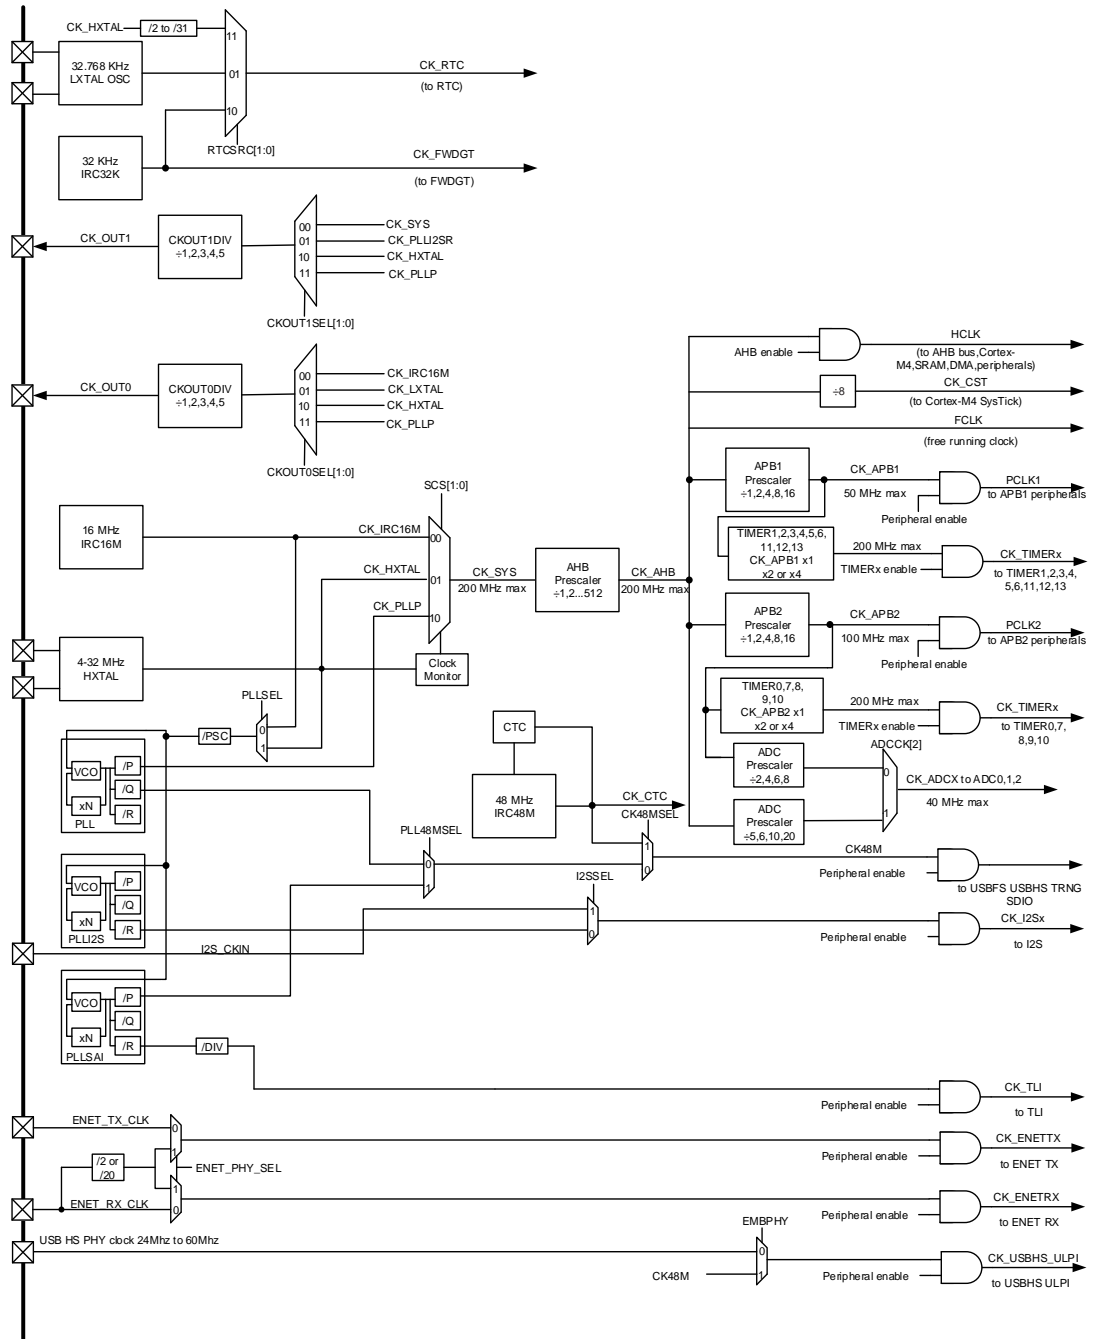 CK_HXTAL
/2 to /31
11
32.768 KHz
LXTAL OSC
01
CK_RTC
(to RTC)
10
RTCSRC[1:0]
32 KHz
IRC32K
CK_FWDGT
(to FWDGT)
CK_OUT1
CKOUT1DIV
÷1,2,3,4,5
00
01
10
11
CK_SYS
CK_PLLI2SR
CK_HXTAL
CK_PLLP
CKOUT1SEL[1:0]
CK_OUT0
CKOUT0DIV
÷1,2,3,4,5
00
01
10
11
CK_IRC16M
CK_LXTAL
CK_HXTAL
CK_PLLP
CKOUT0SEL[1:0]
AHB enable
HCLK
(to AHB bus,Cortex-
M4,SRAM,DMA,peripherals)
÷8
CK_CST
(to Cortex-M4 SysTick)
FCLK
(free running clock)
SCS[1:0]
16 MHz
IRC16M
CK_IRC16M
00
CK_HXTAL
01
CK_PLLP
10
CK_SYS
200 MHz max
AHB
Prescaler
÷1,2...512
CK_AHB
200 MHz max
APB1
Prescaler
÷1,2,4,8,16
CK_APB1
50 MHz max
Peripheral enable
PCLK1
to APB1 peripherals
TIMER1,2,3,4,5,6,
11,12,13
CK_APB1 x1
x2 or x4
200 MHz max
TIMERx enable
CK_TIMERx
to TIMER1,2,3,4,
5,6,11,12,13
APB2
Prescaler
÷1,2,4,8,16
CK_APB2
100 MHz max
Peripheral enable
PCLK2
to APB2 peripherals
4-32 MHz
HXTAL
Clock
Monitor
TIMER0,7,8,
9,10
CK_APB2 x1
x2 or x4
200 MHz max
TIMERx enable
CK_TIMERx
to TIMER0,7,
8,9,10
PLLSEL
0
1
/PSC
CTC
ADC
Prescaler
÷2,4,6,8
ADCCK[2]
0
1
CK_ADCX to ADC0,1,2
40 MHz max
ADC
Prescaler
÷5,6,10,20
VCO
xN
/P
/Q
/R
PLL
48 MHz
IRC48M
CK_CTC
CK48MSEL
1
0
PLL48MSEL
0
1
CK48M
Peripheral enable
to USBFS USBHS TRNG
SDIO
VCO
xN
/P
/Q
/R
PLLI2S
I2SSEL
1
0
CK_I2Sx
Peripheral enable
to I2S
I2S_CKIN
VCO
xN
/P
/Q
/R
PLLSAI
/DIV
CK_TLI
Peripheral enable
to TLI
ENET_TX_CLK
0
1
CK_ENETTX
Peripheral enable
to ENET TX
/2 or
/20
ENET_PHY_SEL
ENET_RX_CLK
1
0
CK_ENETRX
Peripheral enable
to ENET RX
USB HS PHY clock 24Mhz to 60Mhz
EMBPHY
0
1
CK48M
Peripheral enable
CK_USBHS_ULPI
to USBHS ULPI